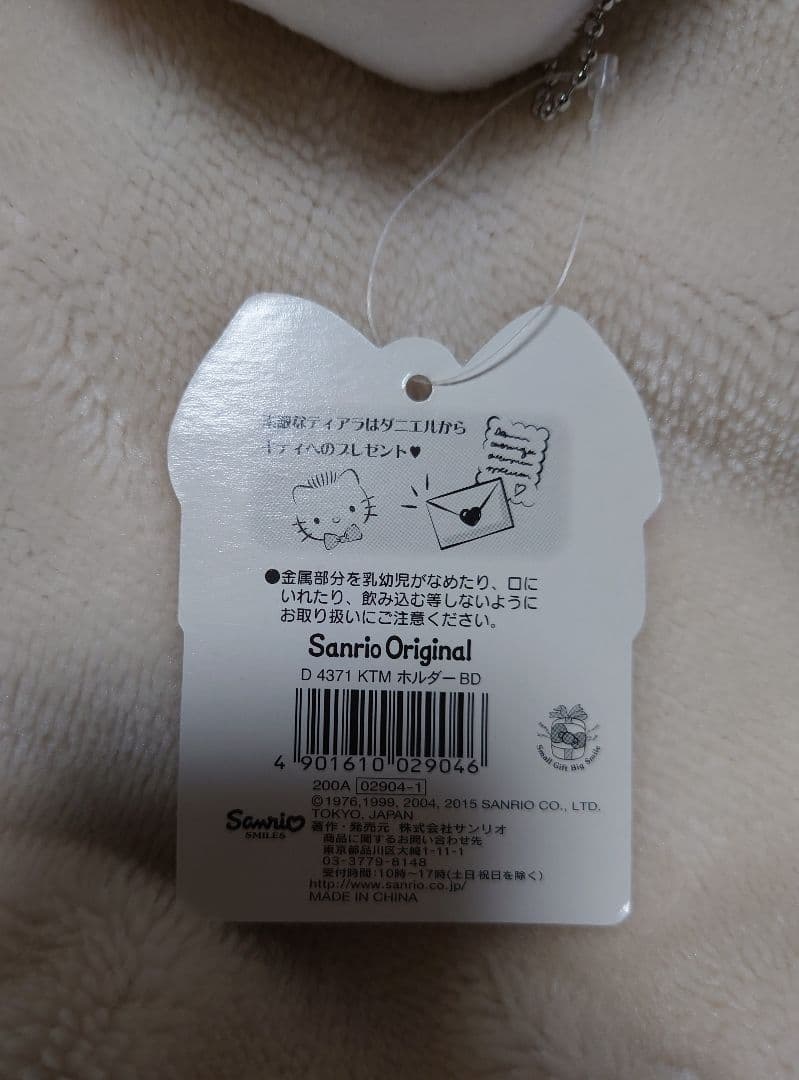 素敵なティアラはダニエルから
キティへのプレゼント♥
●金属部分を乳幼児がなめたり、口に
いれたり、飲み込む等しないように
お取り扱いにご注意ください。
Sanrio Original
D 4371 KTM ホルダー BD
4 901610 029046
Small Gift Big Smile
200A 02904-1
©1976,1999, 2004, 2015 SANRIO CO., LTD.
TOKYO, JAPAN
Sanrio
SMILES
著作・発売元 株式会社サンリオ
商品に関するお問い合わせ先
東京都品川区大崎1-11-1
03-3779-8148
受付時間:10時〜17時(土日祝日を除く)
http://www.sanrio.co.jp/
MADE IN CHINA